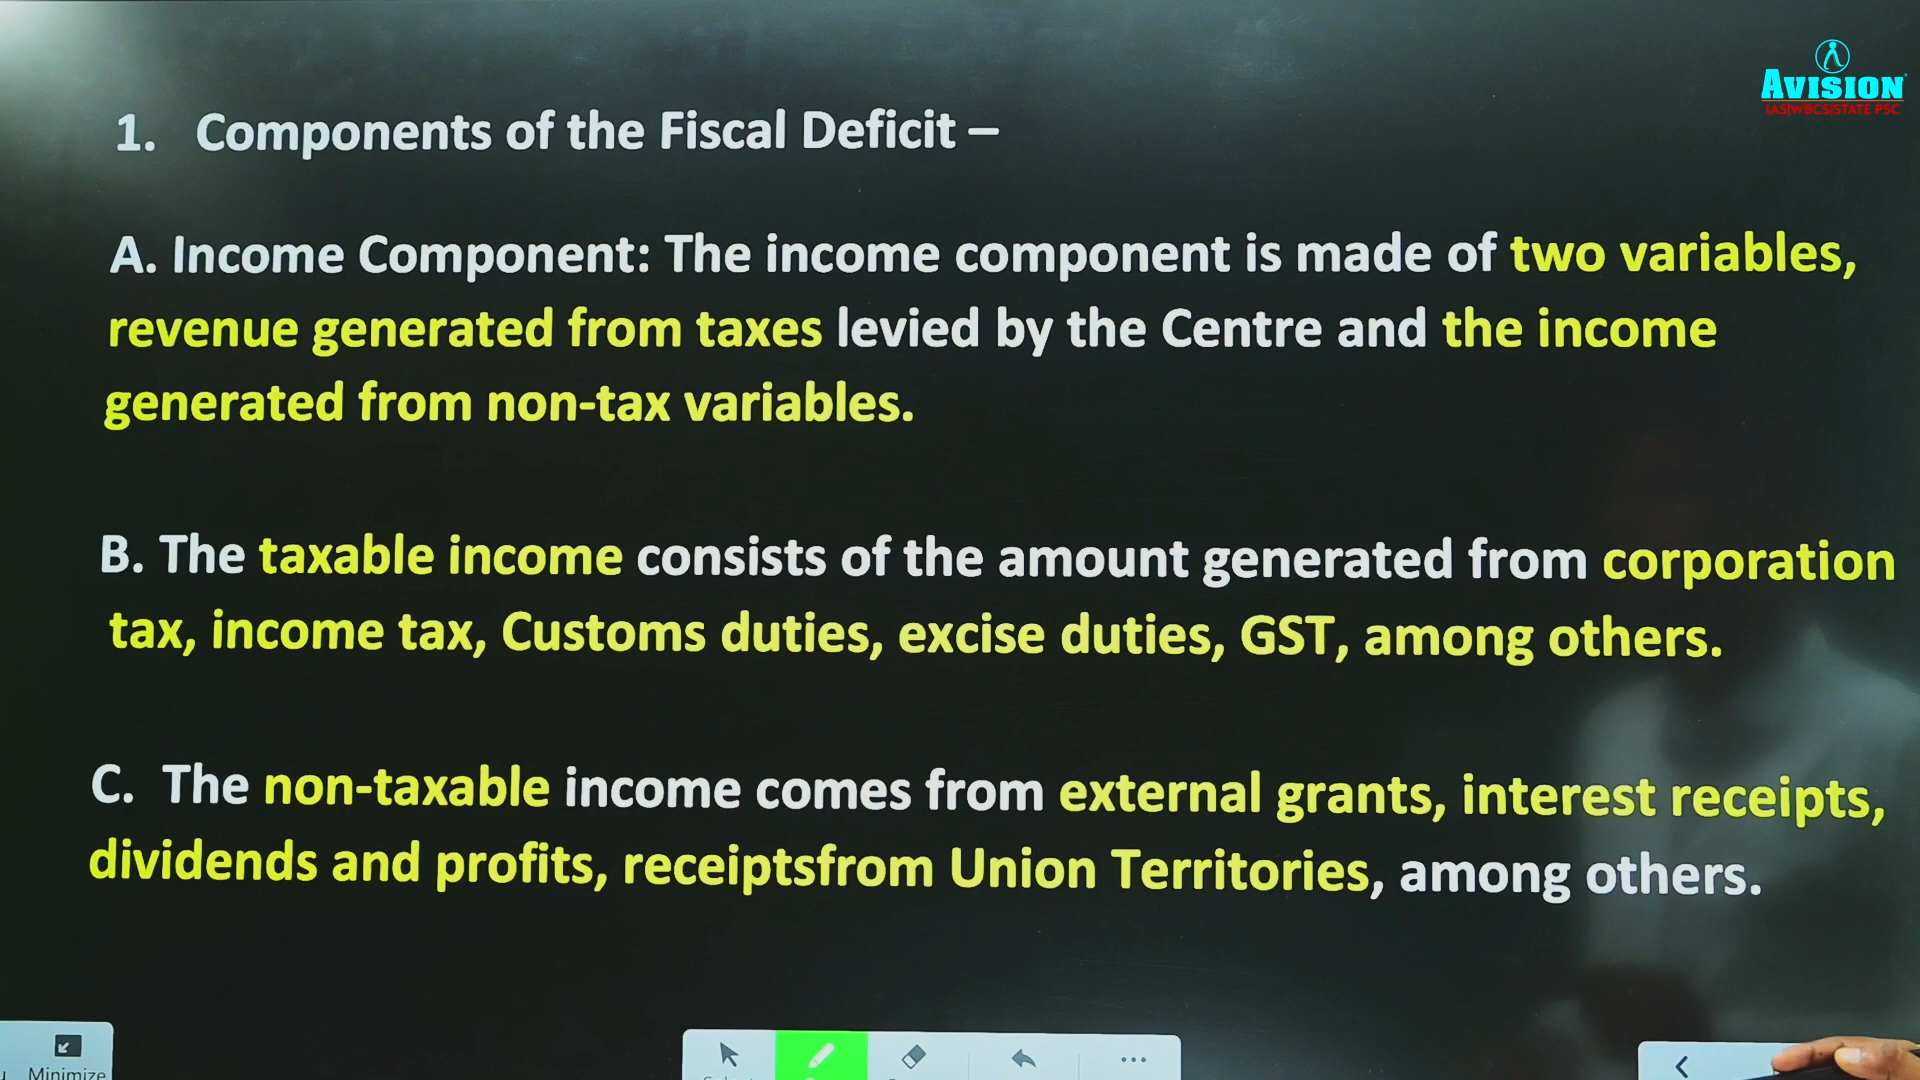 AVISION
IAS|WBCS|STATE PSC
1. Components of the Fiscal Deficit –
A. Income Component: The income component is made of two variables,
revenue generated from taxes levied by the Centre and the income
generated from non-tax variables.
B. The taxable income consists of the amount generated from corporation
tax, income tax, Customs duties, excise duties, GST, among others.
C. The non-taxable income comes from external grants, interest receipts,
dividends and profits, receiptsfrom Union Territories, among others.
Minimize